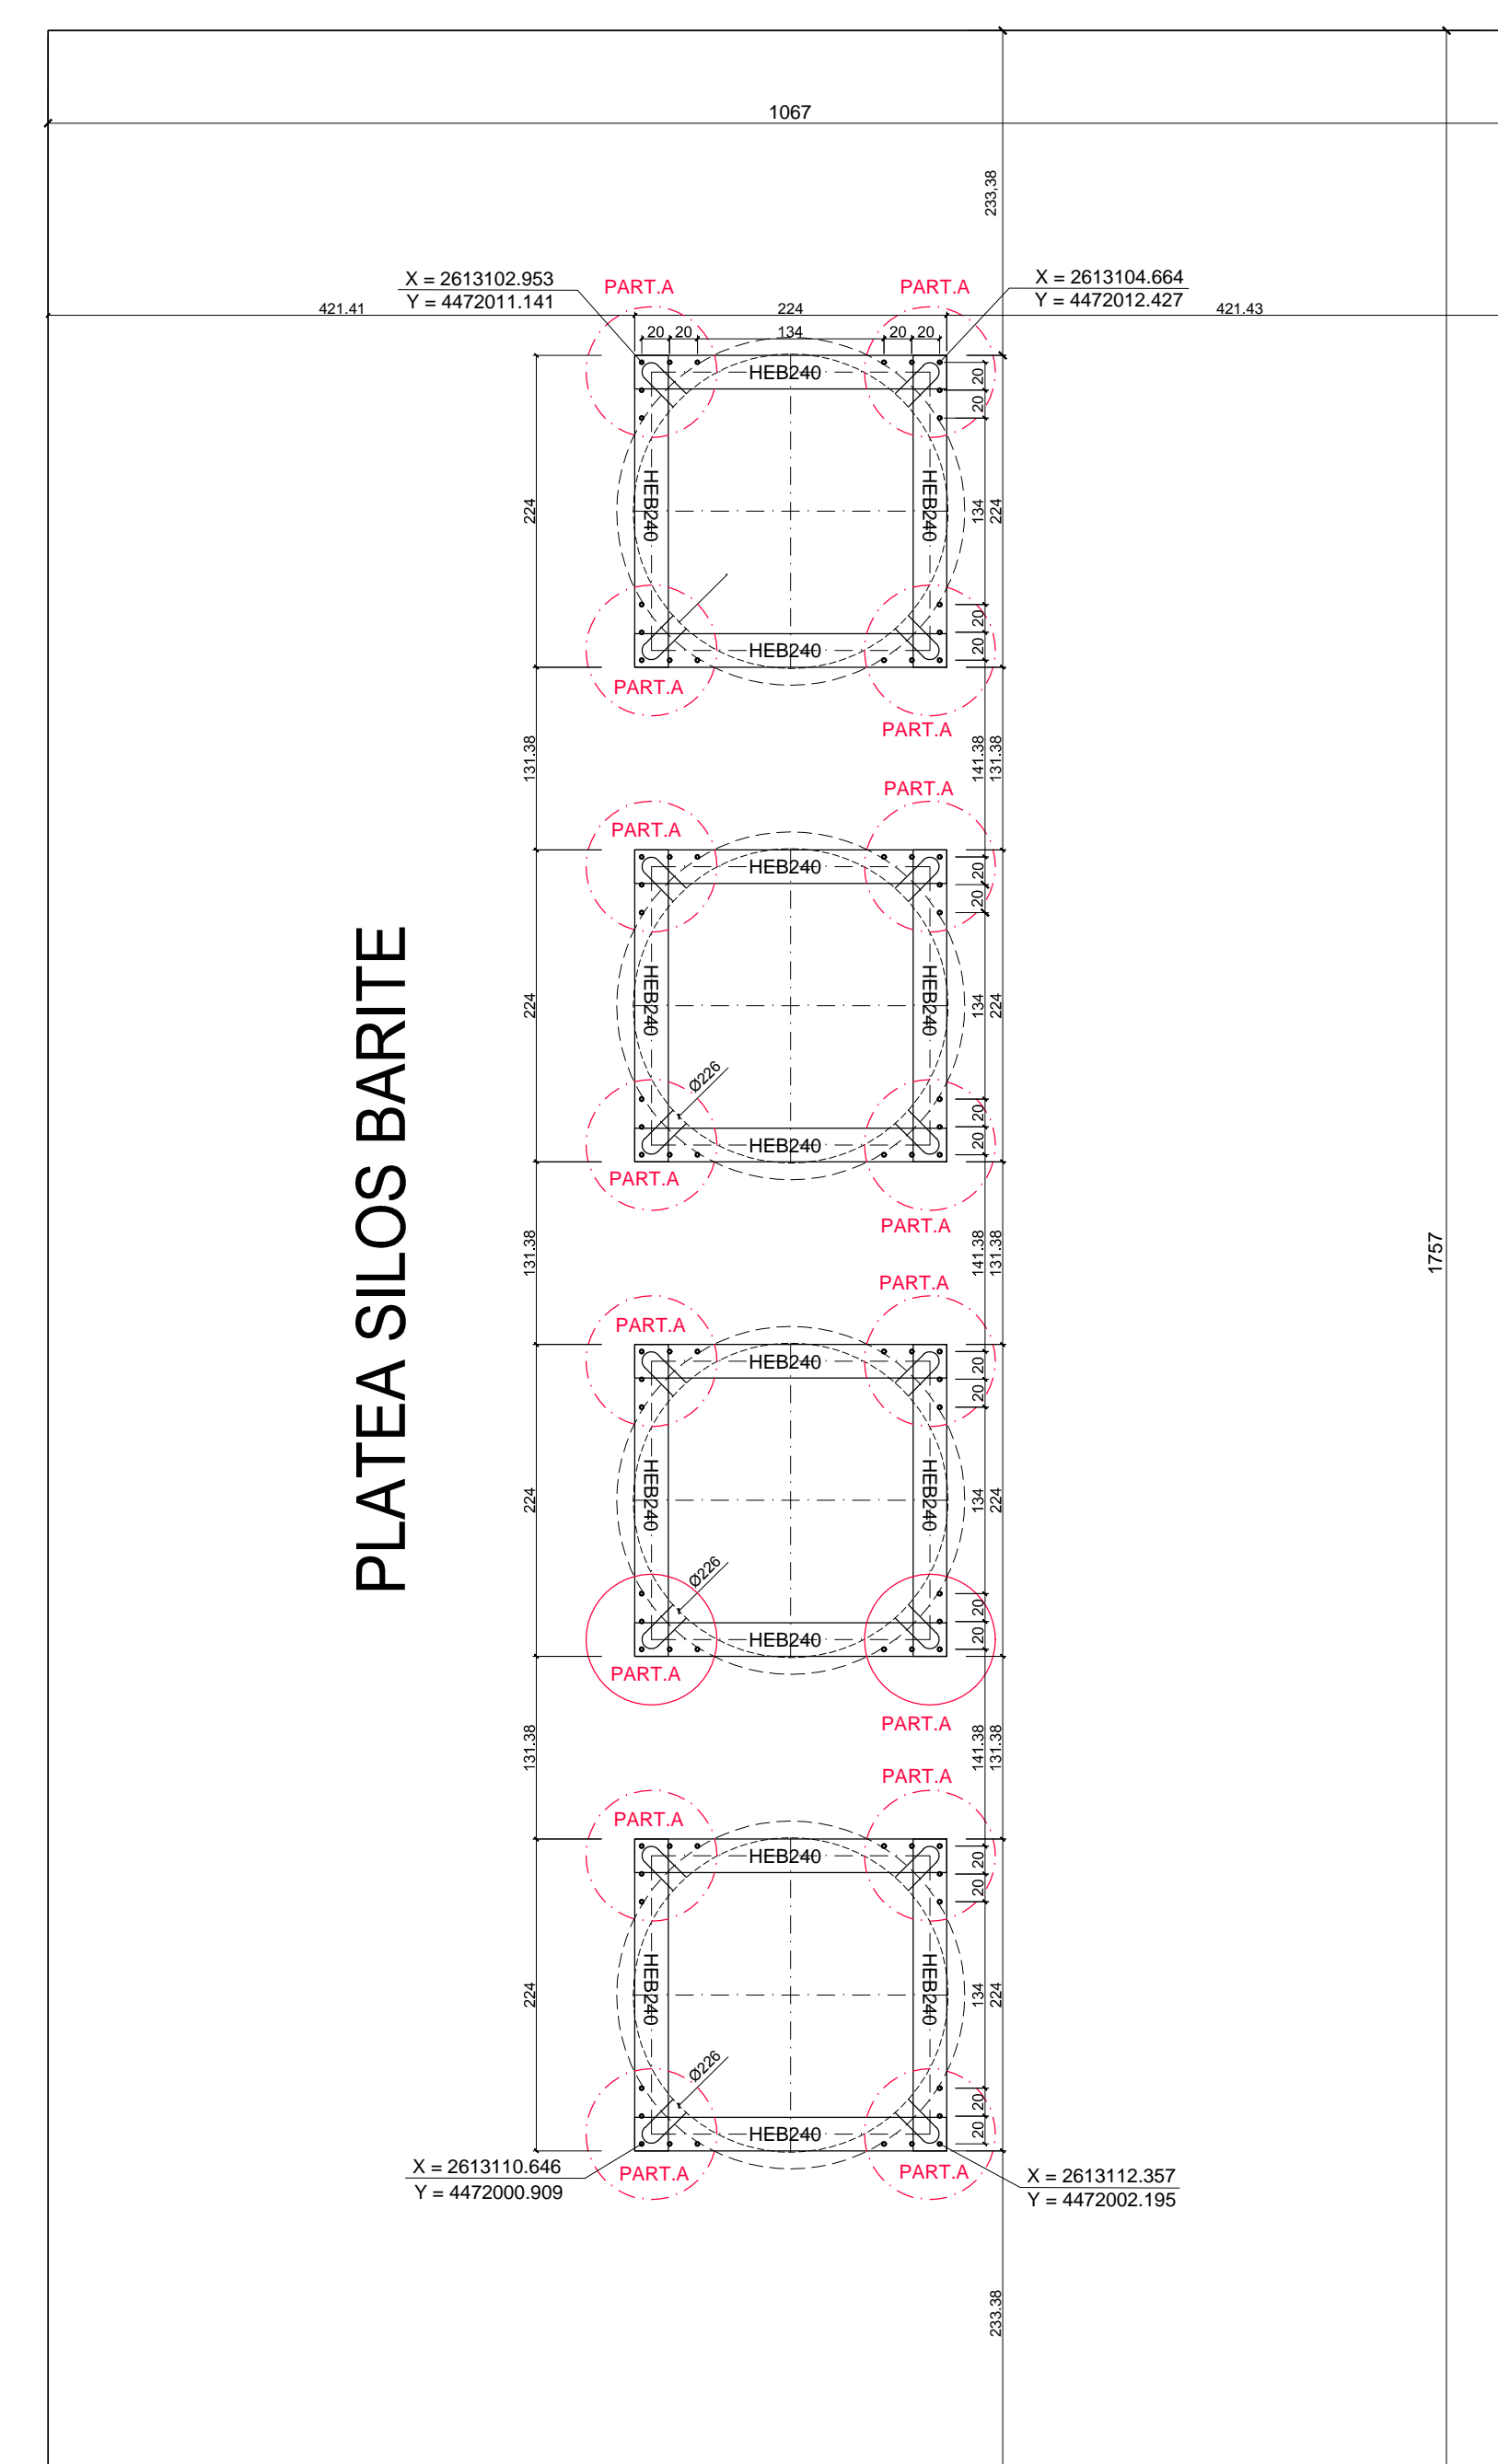 1067
233,38
X = 2613102.953
Y = 4472011.141
PART.A
PART.A
X = 2613104.664
Y = 4472012.427
421.41
224
421.43
20
20
134
20
20
HEB240
20
20
HEB240
HEB240
224
134
224
20
20
HEB240
PART.A
PART.A
131.38
141.38
131.38
PART.A
PART.A
HEB240
20
20
HEB240
HEB240
224
134
224
Ø226
20
20
HEB240
PART.A
PART.A
PLATEA SILOS BARITE
131.38
141.38
131.38
1757
PART.A
PART.A
HEB240
20
20
HEB240
HEB240
224
134
224
Ø226
20
20
HEB240
PART.A
PART.A
131.38
141.38
131.38
PART.A
PART.A
HEB240
20
20
HEB240
HEB240
224
134
224
Ø226
20
20
HEB240
X = 2613110.646
Y = 4472000.909
PART.A
PART.A
X = 2613112.357
Y = 4472002.195
233.38